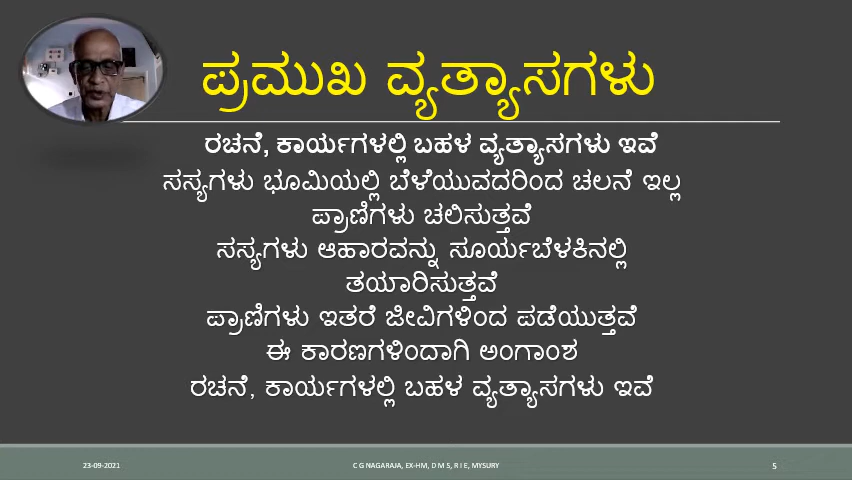 ಪ್ರಮುಖ ವ್ಯತ್ಯಾಸಗಳು
ರಚನೆ, ಕಾರ್ಯಗಳಲ್ಲಿ ಬಹಳ ವ್ಯತ್ಯಾಸಗಳು ಇವೆ
ಸಸ್ಯಗಳು ಭೂಮಿಯಲ್ಲಿ ಬೆಳೆಯುವದರಿಂದ ಚಲನೆ ಇಲ್ಲ
ಪ್ರಾಣಿಗಳು ಚಲಿಸುತ್ತವೆ
ಸಸ್ಯಗಳು ಆಹಾರವನ್ನು ಸೂರ್ಯಬೆಳಕಿನಲ್ಲಿ
ತಯಾರಿಸುತ್ತವೆ
ಪ್ರಾಣಿಗಳು ಇತರೆ ಜೀವಿಗಳಿಂದ ಪಡೆಯುತ್ತವೆ
ಈ ಕಾರಣಗಳಿಂದಾಗಿ ಅಂಗಾಂಶ
ರಚನೆ, ಕಾರ್ಯಗಳಲ್ಲಿ ಬಹಳ ವ್ಯತ್ಯಾಸಗಳು ಇವೆ
23-09-2021 C G NAGARAJA, EX-HM, D M S, R I E, MYSURY 5